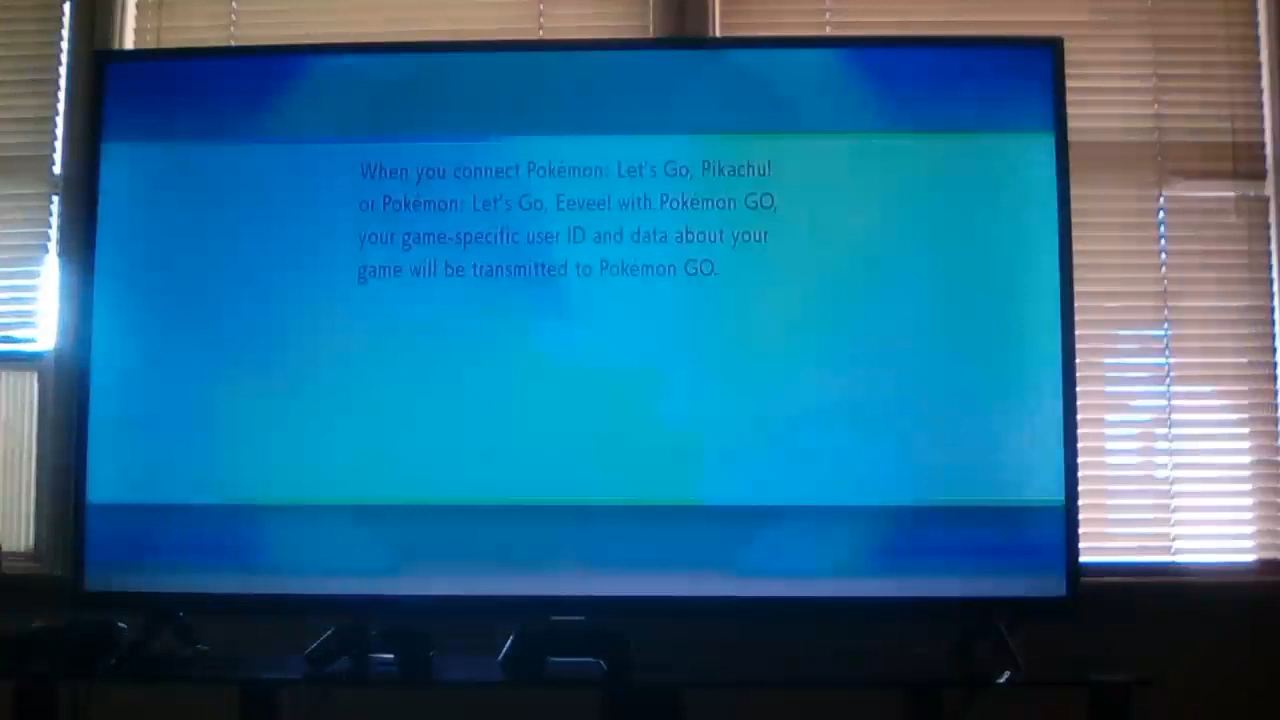 When you connect Pokémon: Let's Go, Pikachu!
or Pokémon: Let's Go, Eevee! with Pokémon GO,
your game-specific user ID and data about your
game will be transmitted to Pokémon GO.